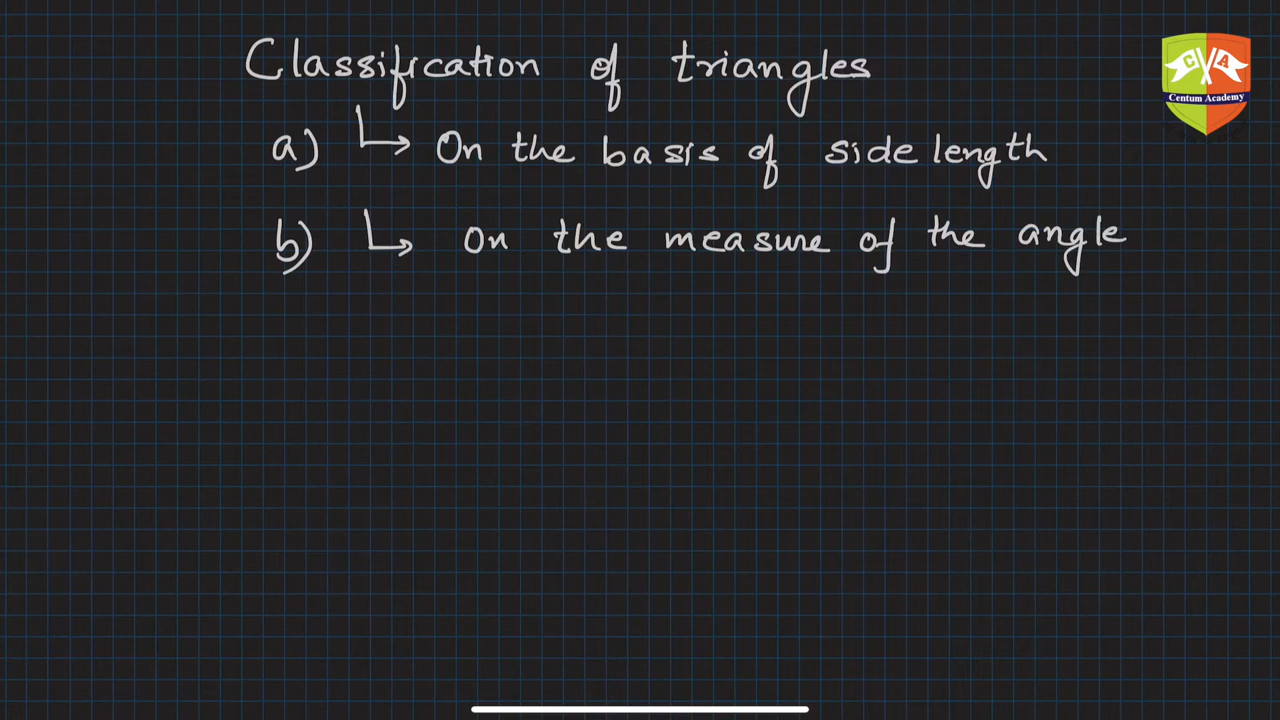 Classification of triangles
a) ↳ On the basis of side length
b) ↳ on the measure of the angle
C A
Centum Academy